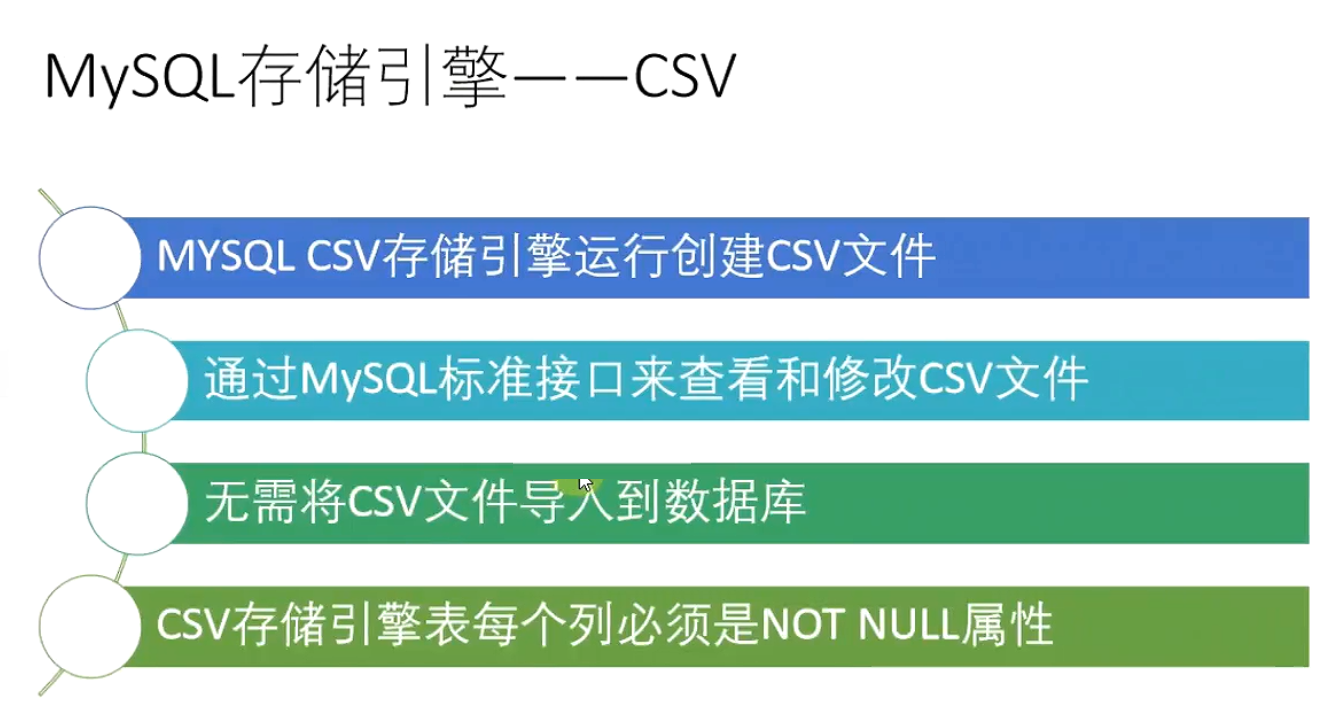 MySQL存储引擎——CSV
MYSQL CSV存储引擎运行创建CSV文件
通过MySQL标准接口来查看和修改CSV文件
无需将CSV文件导入到数据库
CSV存储引擎表每个列必须是NOT NULL属性